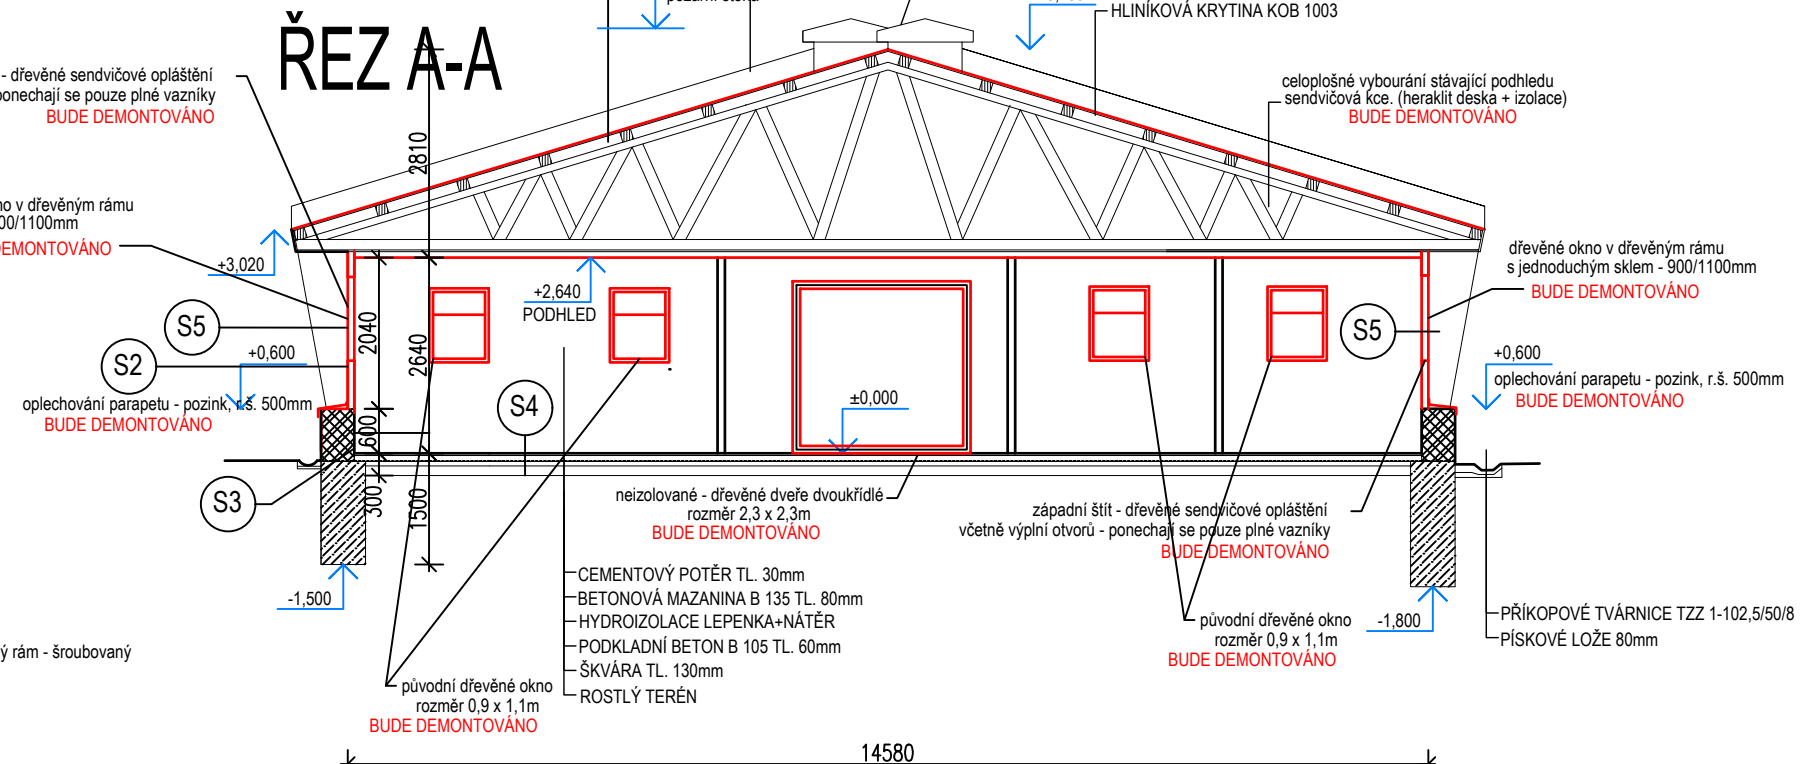 ŘEZ A-A
HLINÍKOVÁ KRYTINA KOB 1003
- dřevěné sendvičové opláštění
ponechají se pouze plné vazníky
BUDE DEMONTOVÁNO
celoplošné vybourání stávající podhledu
sendvičová kce. (heraklit deska + izolace)
BUDE DEMONTOVÁNO
2810
v dřevěným rámu
/1100mm
DEMONTOVÁNO
+3,020
+2,640
PODHLED
dřevěné okno v dřevěným rámu
s jednoduchým sklem - 900/1100mm
BUDE DEMONTOVÁNO
S5
S2
2040
2640
S5
+0,600
+0,600
oplechování parapetu - pozink, r.š. 500mm
BUDE DEMONTOVÁNO
oplechování parapetu - pozink, r.š. 500mm
BUDE DEMONTOVÁNO
S4
±0,000
600
S3
300
1500
neizolované - dřevěné dveře dvoukřídlé
rozměr 2,3 x 2,3m
BUDE DEMONTOVÁNO
západní štít - dřevěné sendvičové opláštění
včetně výplní otvorů - ponechají se pouze plné vazníky
BUDE DEMONTOVÁNO
-1,500
CEMENTOVÝ POTĚR TL. 30mm
BETONOVÁ MAZANINA B 135 TL. 80mm
HYDROIZOLACE LEPENKA+NÁTĚR
PODKLADNÍ BETON B 105 TL. 60mm
ŠKVÁRA TL. 130mm
ROSTLÝ TERÉN
původní dřevěné okno
rozměr 0,9 x 1,1m
BUDE DEMONTOVÁNO
-1,800
PŘÍKOPOVÉ TVÁRNICE TZZ 1-102,5/50/8
PÍSKOVÉ LOŽE 80mm
rám - šroubovaný
původní dřevěné okno
rozměr 0,9 x 1,1m
BUDE DEMONTOVÁNO
14580